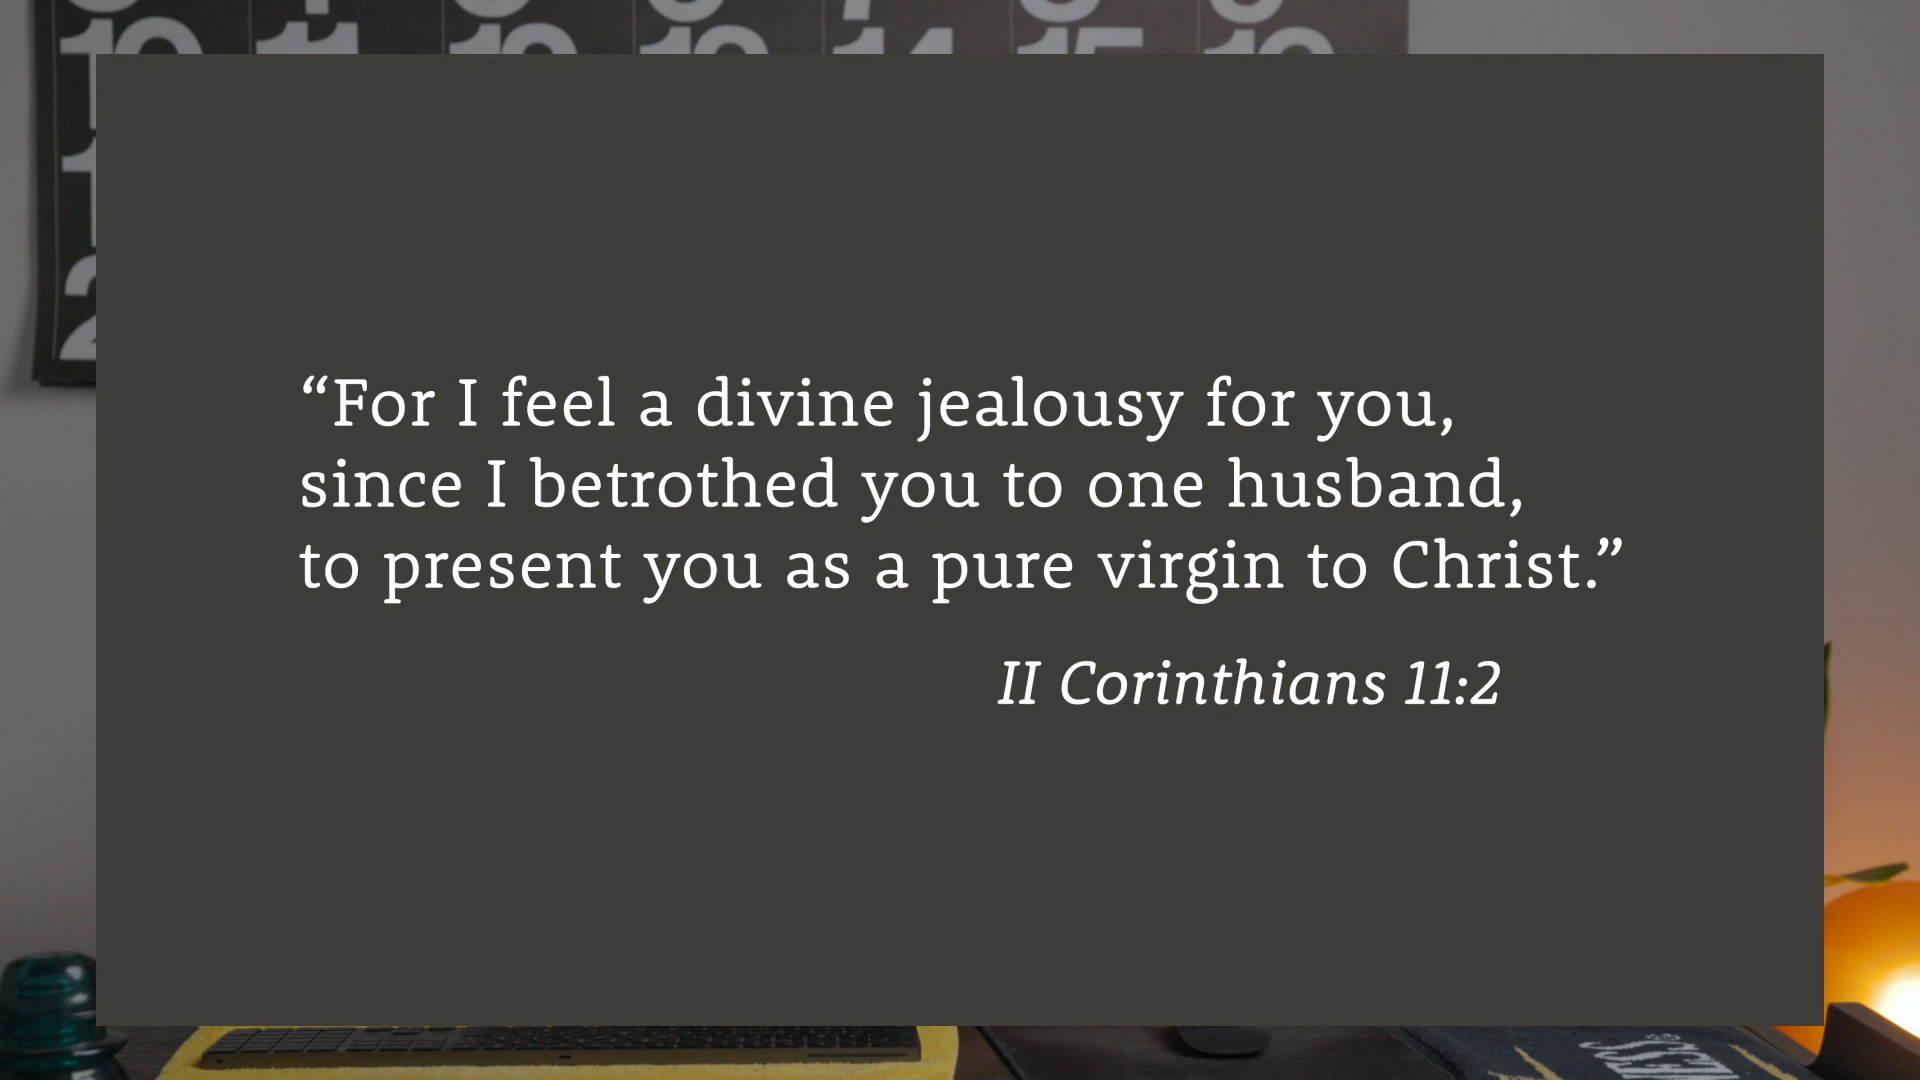 “For I feel a divine jealousy for you,
since I betrothed you to one husband,
to present you as a pure virgin to Christ.”
II Corinthians 11:2